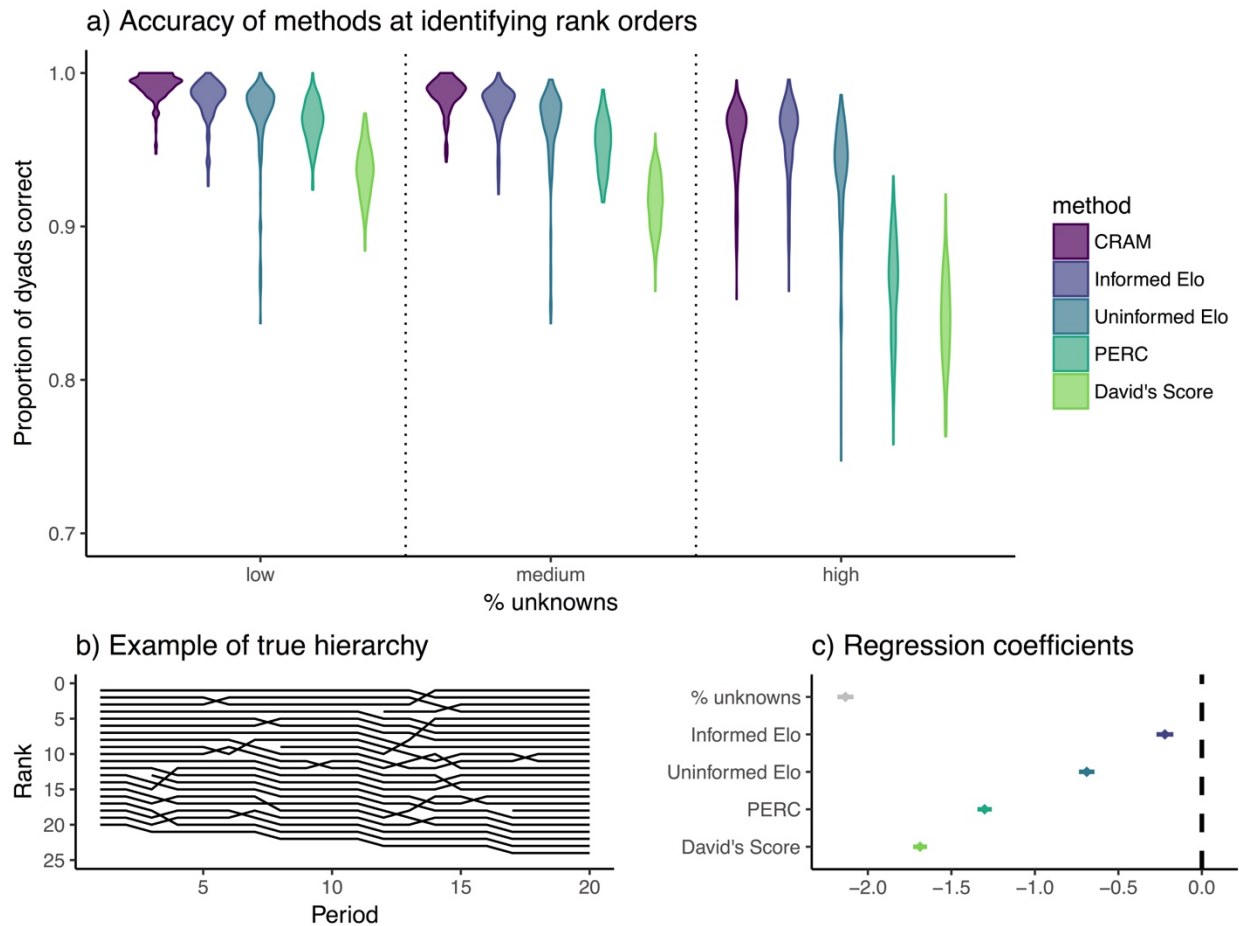 a) Accuracy of methods at identifying rank orders
Proportion of dyads correct
1.0
0.9
0.8
0.7
low
medium
high
% unknowns
method
CRAM
Informed Elo
Uninformed Elo
PERC
David's Score
b) Example of true hierarchy
Rank
0
5
10
15
20
25
5
10
15
20
Period
c) Regression coefficients
% unknowns
Informed Elo
Uninformed Elo
PERC
David's Score
−2.0
−1.5
−1.0
−0.5
0.0